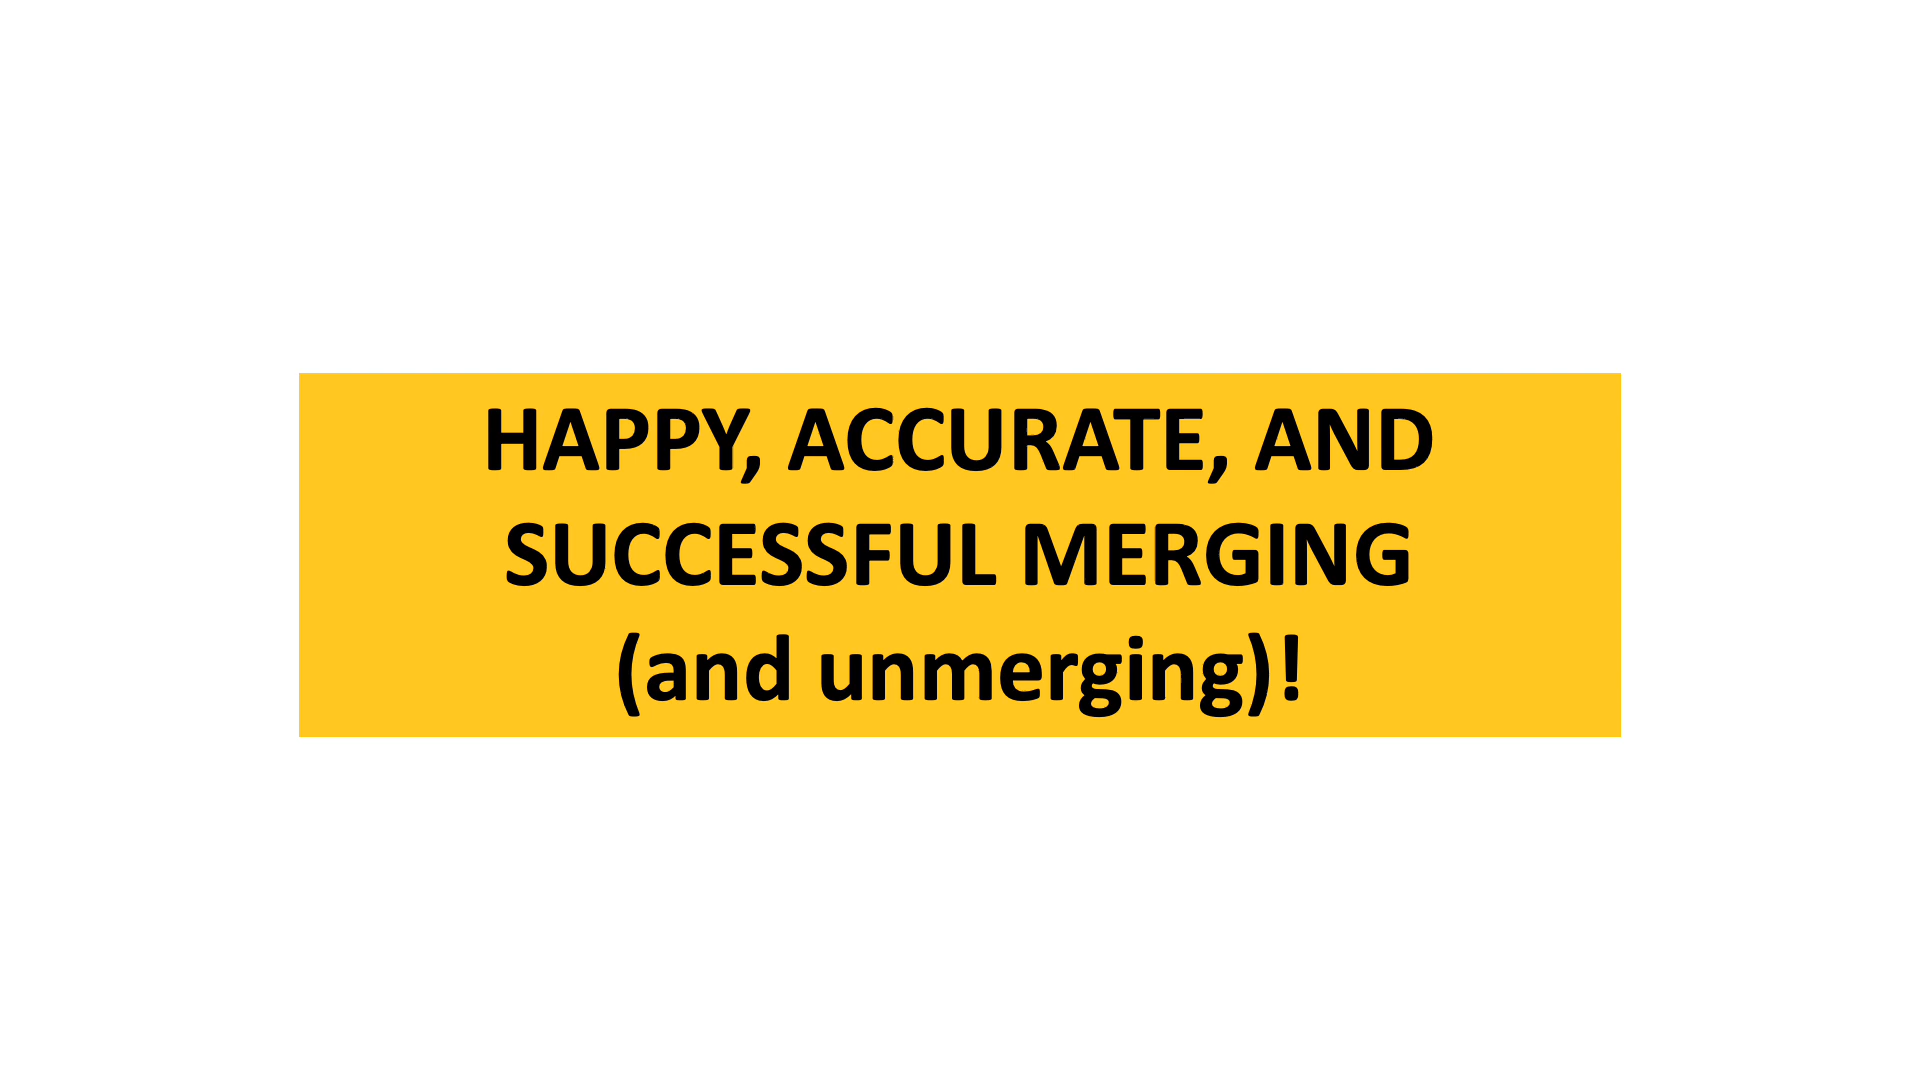 HAPPY, ACCURATE, AND
SUCCESSFUL MERGING
(and unmerging)!